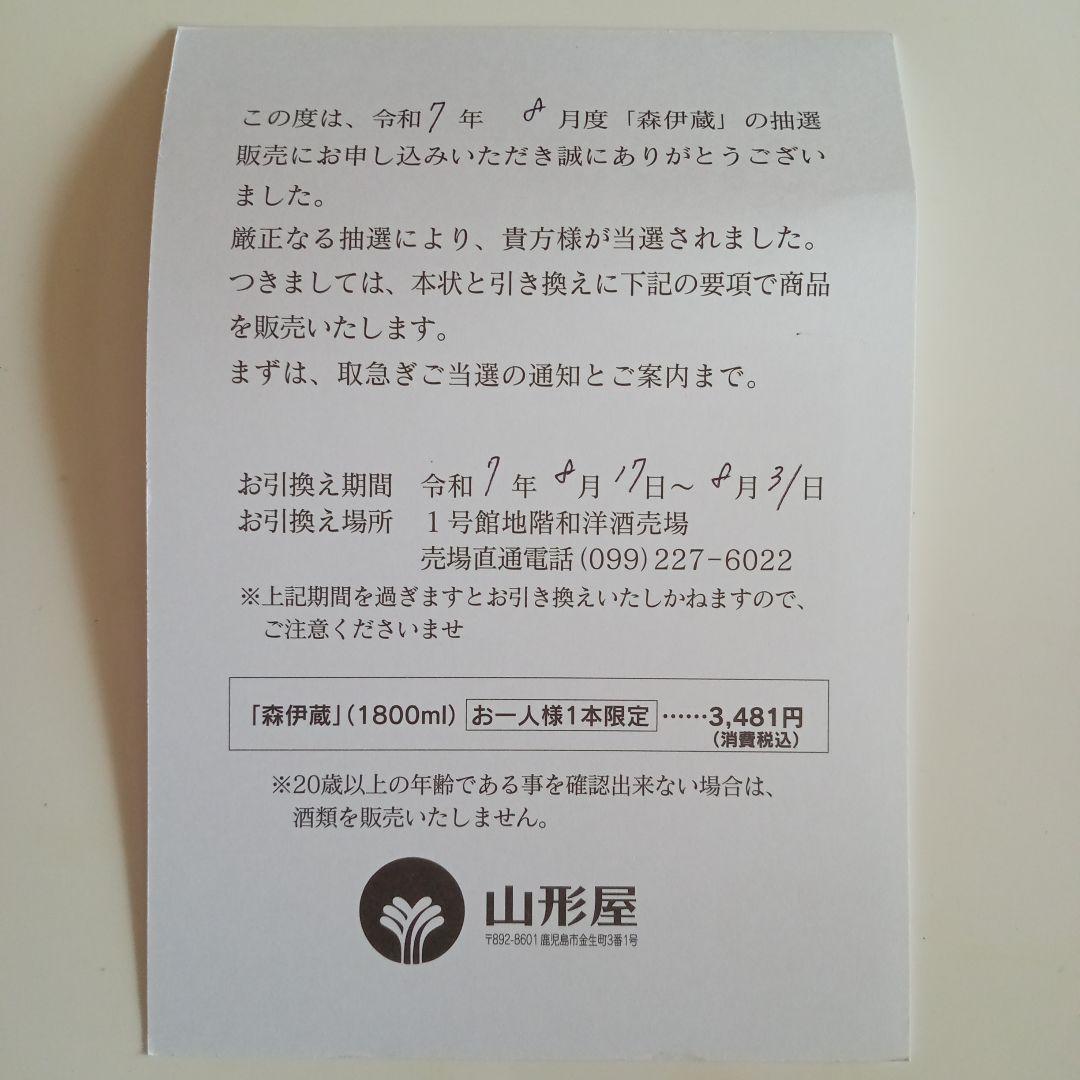 この度は、令和7年 8月度「森伊蔵」の抽選
販売にお申し込みいただき誠にありがとうござい
ました。
厳正なる抽選により、貴方様が当選されました。
つきましては、本状と引き換えに下記の要項で商品
を販売いたします。
まずは、取急ぎご当選の通知とご案内まで。
お引換え期間 令和7年8月17日～8月31日
お引換え場所 1号館地階和洋酒売場
売場直通電話(099)227-6022
※上記期間を過ぎますとお引き換えいたしかねますので、
ご注意くださいませ
「森伊蔵」(1800ml) お一人様1本限定 ……3,481円
(消費税込)
※20歳以上の年齢である事を確認出来ない場合は、
酒類を販売いたしません。
山形屋
〒892-8601 鹿児島市金生町3番1号